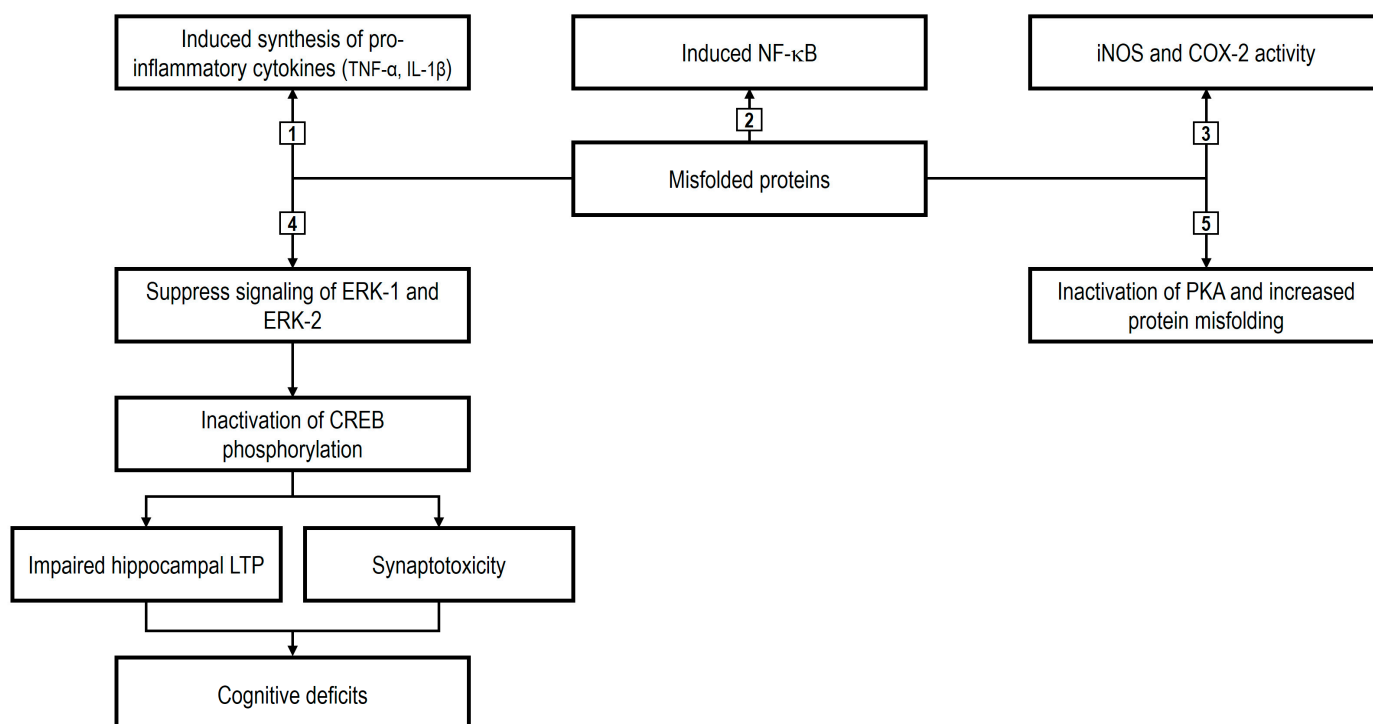 Induced synthesis of pro-
inflammatory cytokines (TNF-α, IL-1β)
Induced NF-κB
iNOS and COX-2 activity
1
2
3
Misfolded proteins
4
5
Suppress signaling of ERK-1 and
ERK-2
Inactivation of PKA and increased
protein misfolding
Inactivation of CREB
phosphorylation
Impaired hippocampal LTP
Synaptotoxicity
Cognitive deficits